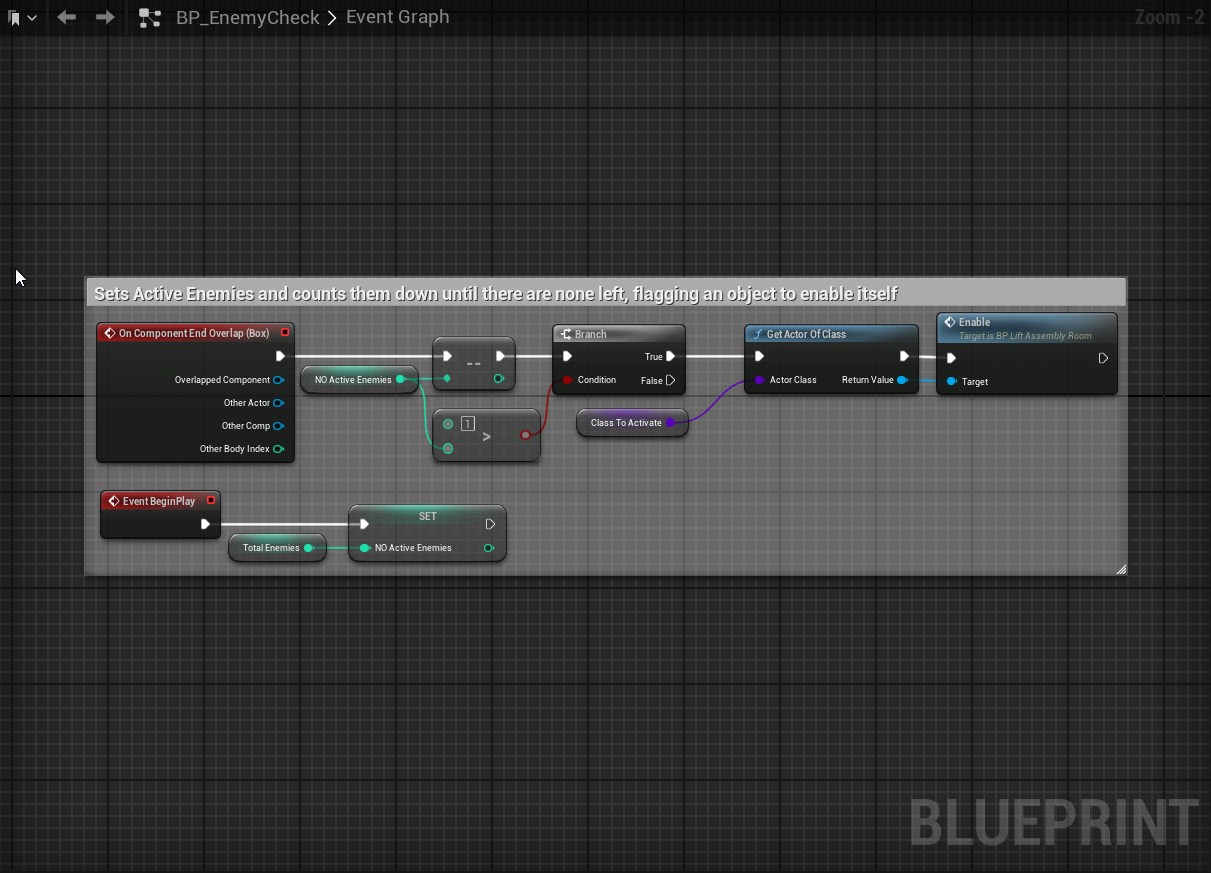 BP_EnemyCheck > Event Graph
Zoom -2
Sets Active Enemies and counts them down until there are none left, flagging an object to enable itself
On Component End Overlap (Box)
Overlapped Component
Other Actor
Other Comp
Other Body Index
NO Active Enemies
--
1
>
Branch
True
Condition
False
Class To Activate
Get Actor Of Class
Actor Class
Return Value
Enable
Target is BP Lift Assembly Room
Target
Event BeginPlay
Total Enemies
SET
NO Active Enemies
BLUEPRINT